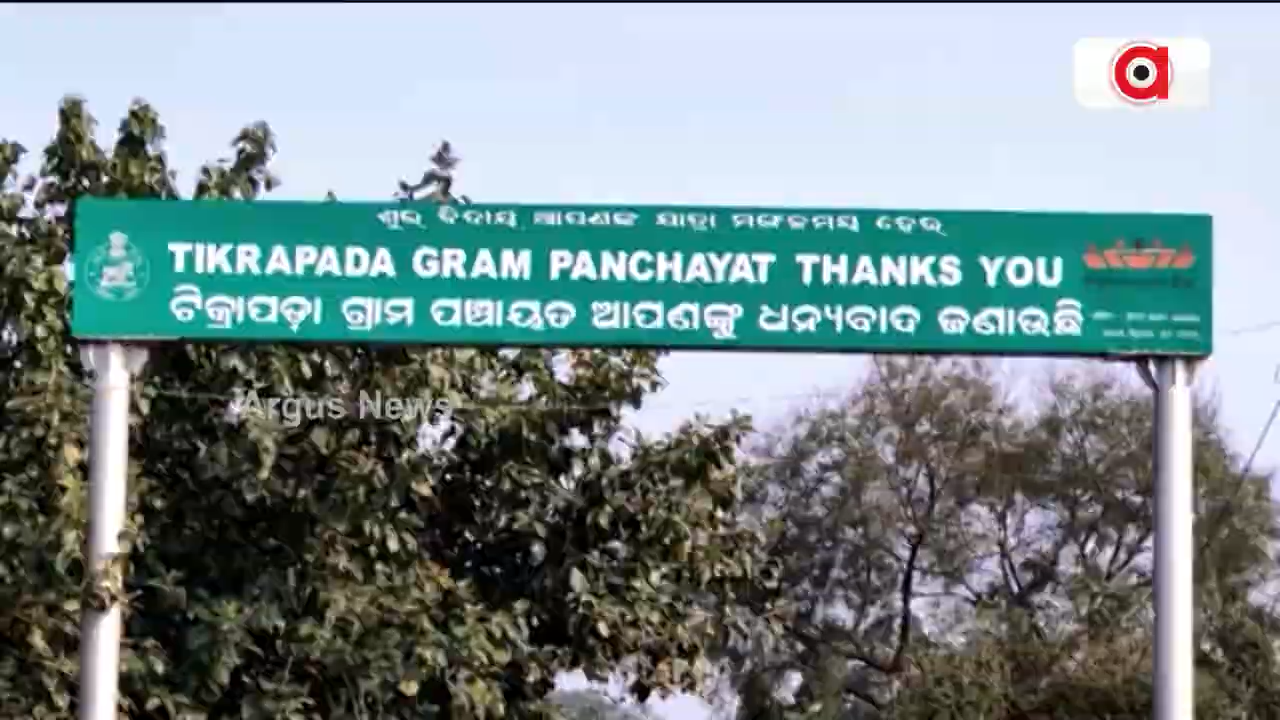 ଶୁଭ ବିଦାୟ ଆପଣଙ୍କ ଯାତ୍ରା ମଙ୍ଗଳମୟ ହେଉ
TIKRAPADA GRAM PANCHAYAT THANKS YOU
ଟିକ୍ରାପଡ଼ା ଗ୍ରାମ ପଞ୍ଚାୟତ ଆପଣଙ୍କୁ ଧନ୍ୟବାଦ ଜଣାଉଛି
Argus News